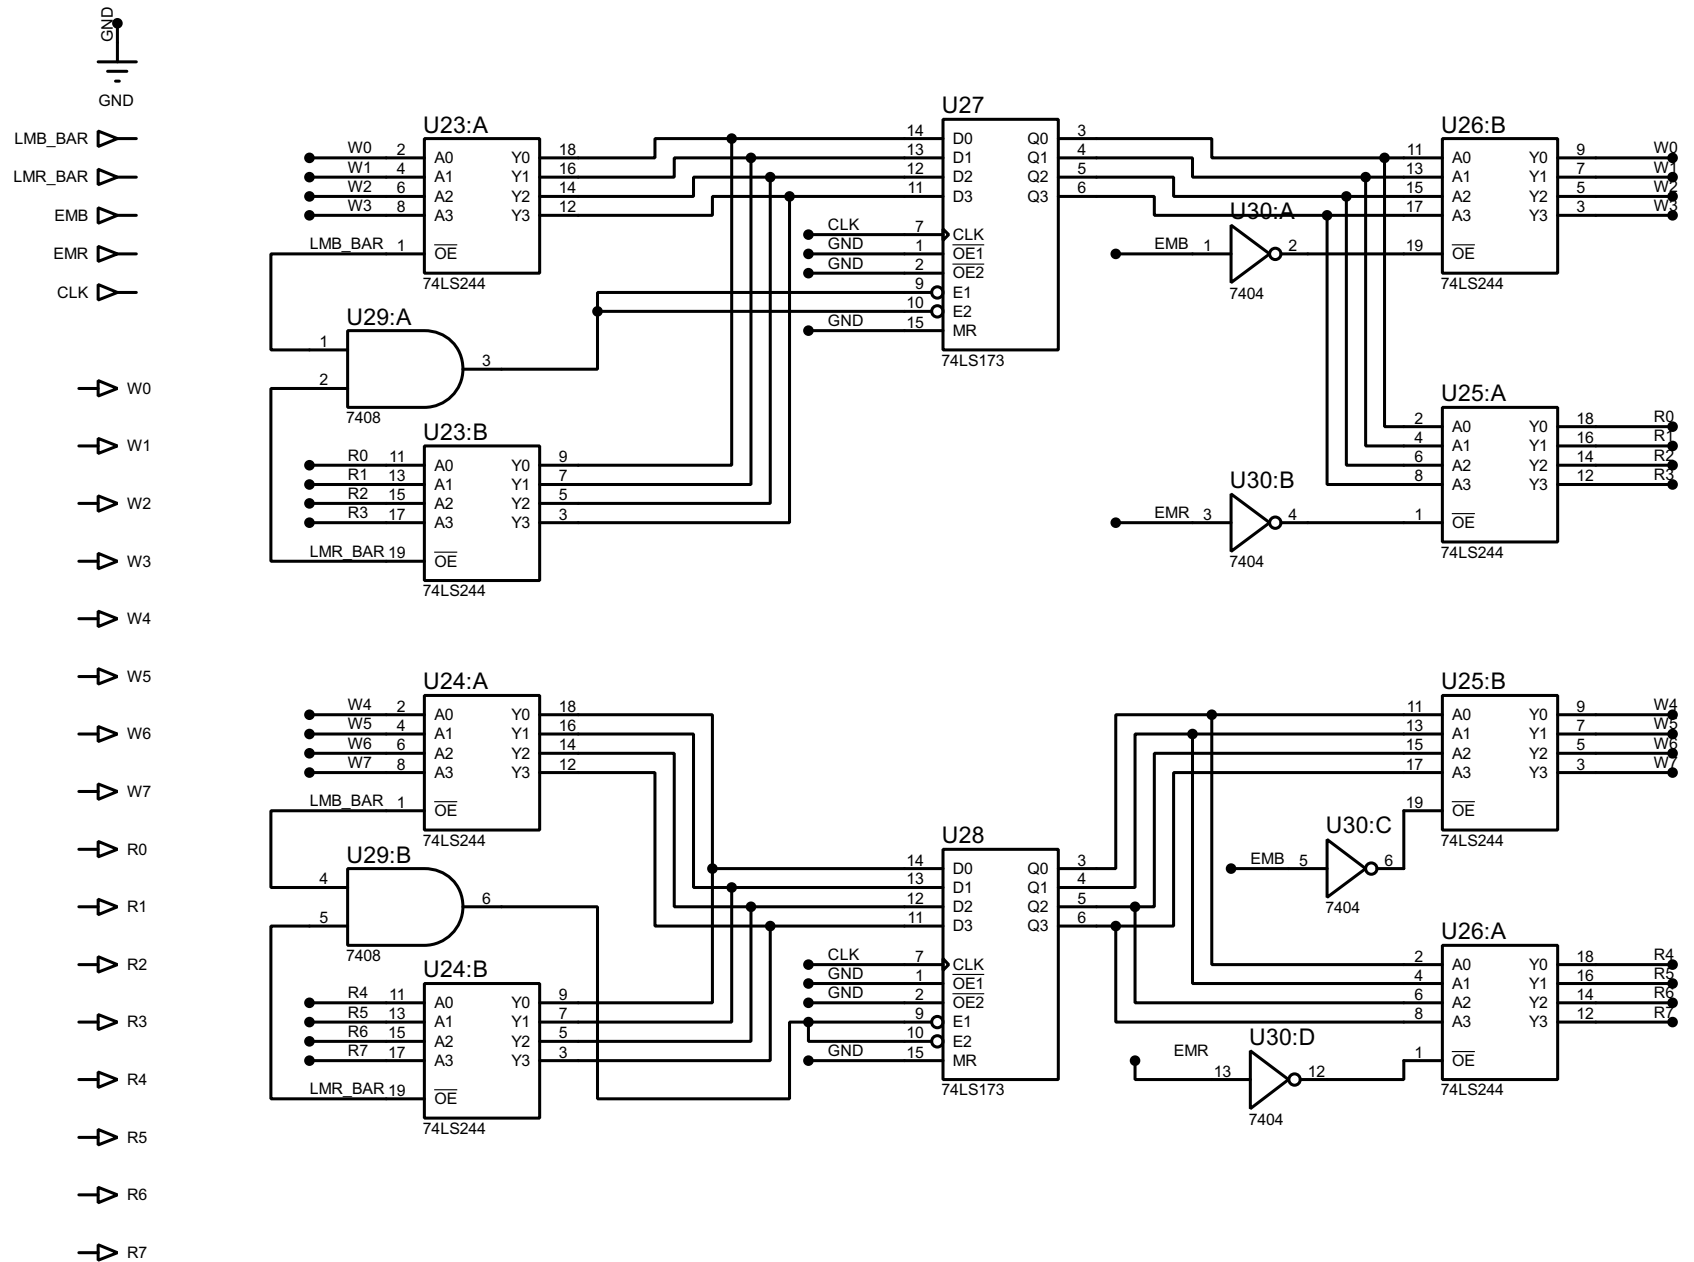 GND
GND
LMB_BAR
LMR_BAR
EMB
EMR
CLK
W0
W1
W2
W3
W4
W5
W6
W7
R0
R1
R2
R3
R4
R5
R6
R7
U23:A
W0 2 A0 Y0 18
W1 4 A1 Y1 16
W2 6 A2 Y2 14
W3 8 A3 Y3 12
LMB_BAR 1 OE
74LS244
U29:A
1
2
3
7408
U23:B
R0 11 A0 Y0 9
R1 13 A1 Y1 7
R2 15 A2 Y2 5
R3 17 A3 Y3 3
LMR_BAR 19 OE
74LS244
U27
14 D0 Q0 3
13 D1 Q1 4
12 D2 Q2 5
11 D3 Q3 6
CLK 7 CLK
GND 1 OE1
GND 2 OE2
9 E1
10 E2
GND 15 MR
74LS173
U26:B
11 A0 Y0 9 W0
13 A1 Y1 7 W1
15 A2 Y2 5 W2
17 A3 Y3 3 W3
19 OE
74LS244
U30:A
EMB 1 2
7404
U25:A
2 A0 Y0 18 R0
4 A1 Y1 16 R1
6 A2 Y2 14 R2
8 A3 Y3 12 R3
1 OE
74LS244
U30:B
EMR 3 4
7404
U24:A
W4 2 A0 Y0 18
W5 4 A1 Y1 16
W6 6 A2 Y2 14
W7 8 A3 Y3 12
LMB_BAR 1 OE
74LS244
U29:B
4
5
6
7408
U24:B
R4 11 A0 Y0 9
R5 13 A1 Y1 7
R6 15 A2 Y2 5
R7 17 A3 Y3 3
LMR_BAR 19 OE
74LS244
U28
14 D0 Q0 3
13 D1 Q1 4
12 D2 Q2 5
11 D3 Q3 6
CLK 7 CLK
GND 1 OE1
GND 2 OE2
9 E1
10 E2
GND 15 MR
74LS173
U25:B
11 A0 Y0 9 W4
13 A1 Y1 7 W5
15 A2 Y2 5 W6
17 A3 Y3 3 W7
19 OE
74LS244
U30:C
EMB 5 6
7404
U26:A
2 A0 Y0 18 R4
4 A1 Y1 16 R5
6 A2 Y2 14 R6
8 A3 Y3 12 R7
1 OE
74LS244
U30:D
EMR
13 12
7404